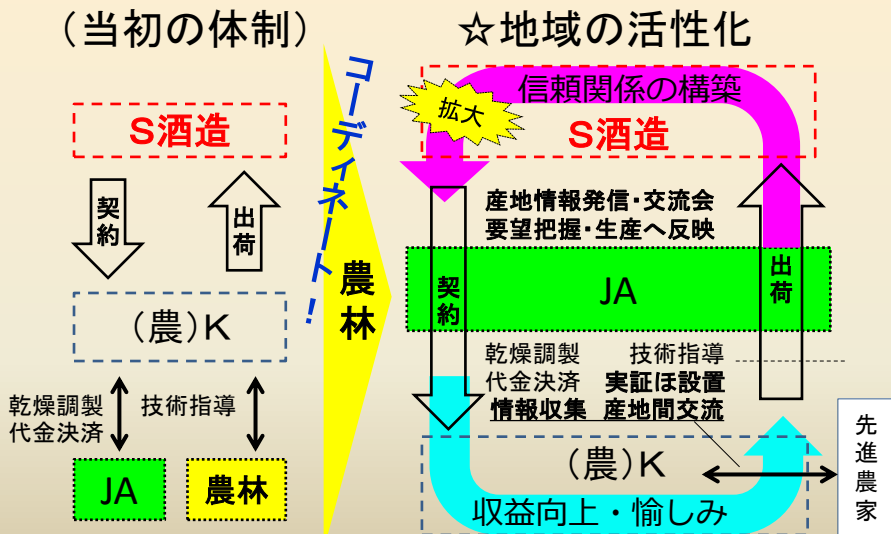 (当初の体制)
S酒造
契約
出荷
(農)K
乾燥調製
代金決済
技術指導
JA
農林
コーディネート!
農林
☆地域の活性化
信頼関係の構築
拡大
S酒造
産地情報発信・交流会
要望把握・生産へ反映
契約
JA
出荷
乾燥調製 技術指導
代金決済 実証ほ設置
情報収集 産地間交流
(農)K
収益向上・愉しみ
先進農家